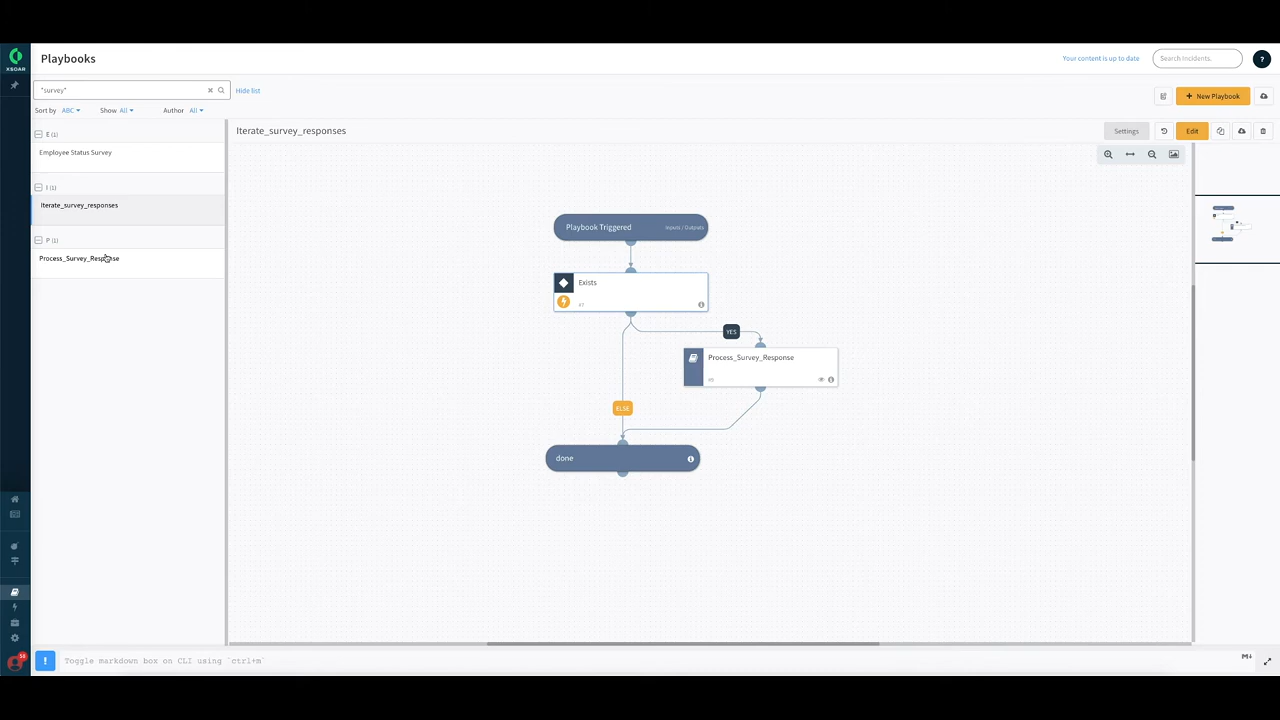 XSOAR
Playbooks
Your content is up to date
Search Incidents.
?
"survey"
Hide list
+ New Playbook
Sort by ABC
Show All
Author All
E (1)
Employee Status Survey
I (1)
Iterate_survey_responses
P (1)
Process_Survey_Response
Iterate_survey_responses
Settings
Edit
Playbook Triggered
Inputs / Outputs
Exists
YES
Process_Survey_Response
ELSE
done
!
Toggle markdown box on CLI using `ctrl+m`
M↓